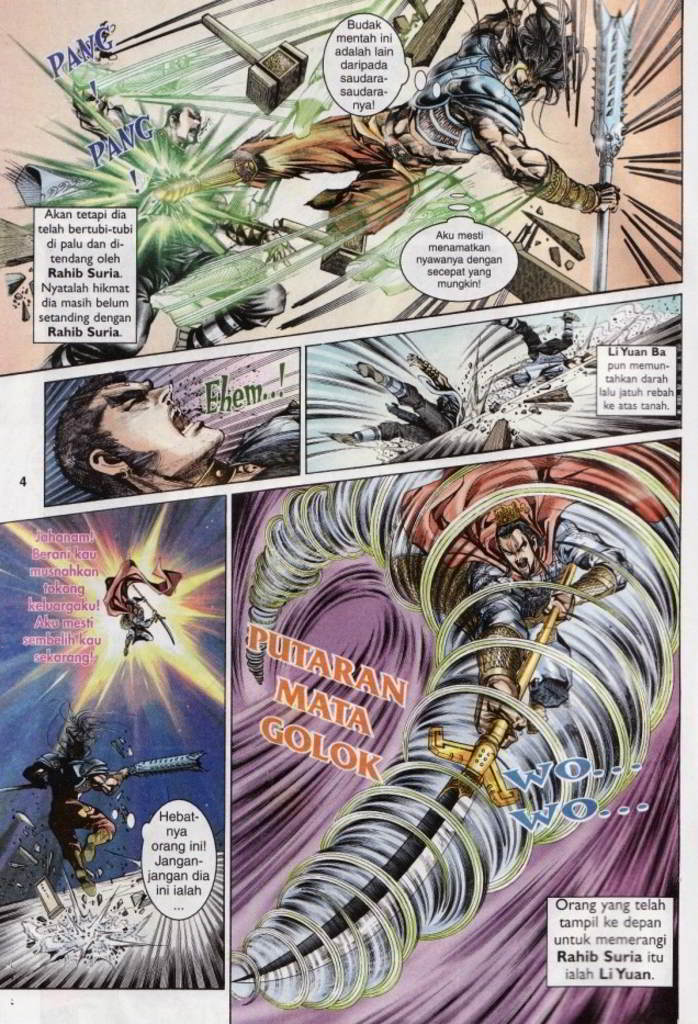 PANG
!
PANG
!
Budak
mentah ini
adalah lain
daripada
saudara-
saudara-
nya!
Akan tetapi dia
telah bertubi-tubi
di palu dan di-
tendang oleh
Rahib Suria.
Nyatalah hikmat
dia masih belum
setanding dengan
Rahib Suria.
Aku mesti
menamatkan
nyawanya dengan
secepat yang
mungkin!
Ehem..!
Li Yuan Ba
pun memun-
tahkan darah
lalu jatuh rebah
ke atas tanah.
4
Jahanam!
Berani kau
musnahkan
tokong
keluargaku!
Aku mesti
sembelih kau
sekarang!
Hebat-
nya
orang ini!
Jangan-
jangan dia
ini ialah
...
PUTARAN
MATA
GOLOK
WO...
WO...
Orang yang telah
tampil ke depan
untuk memerangi
Rahib Suria itu
ialah Li Yuan.